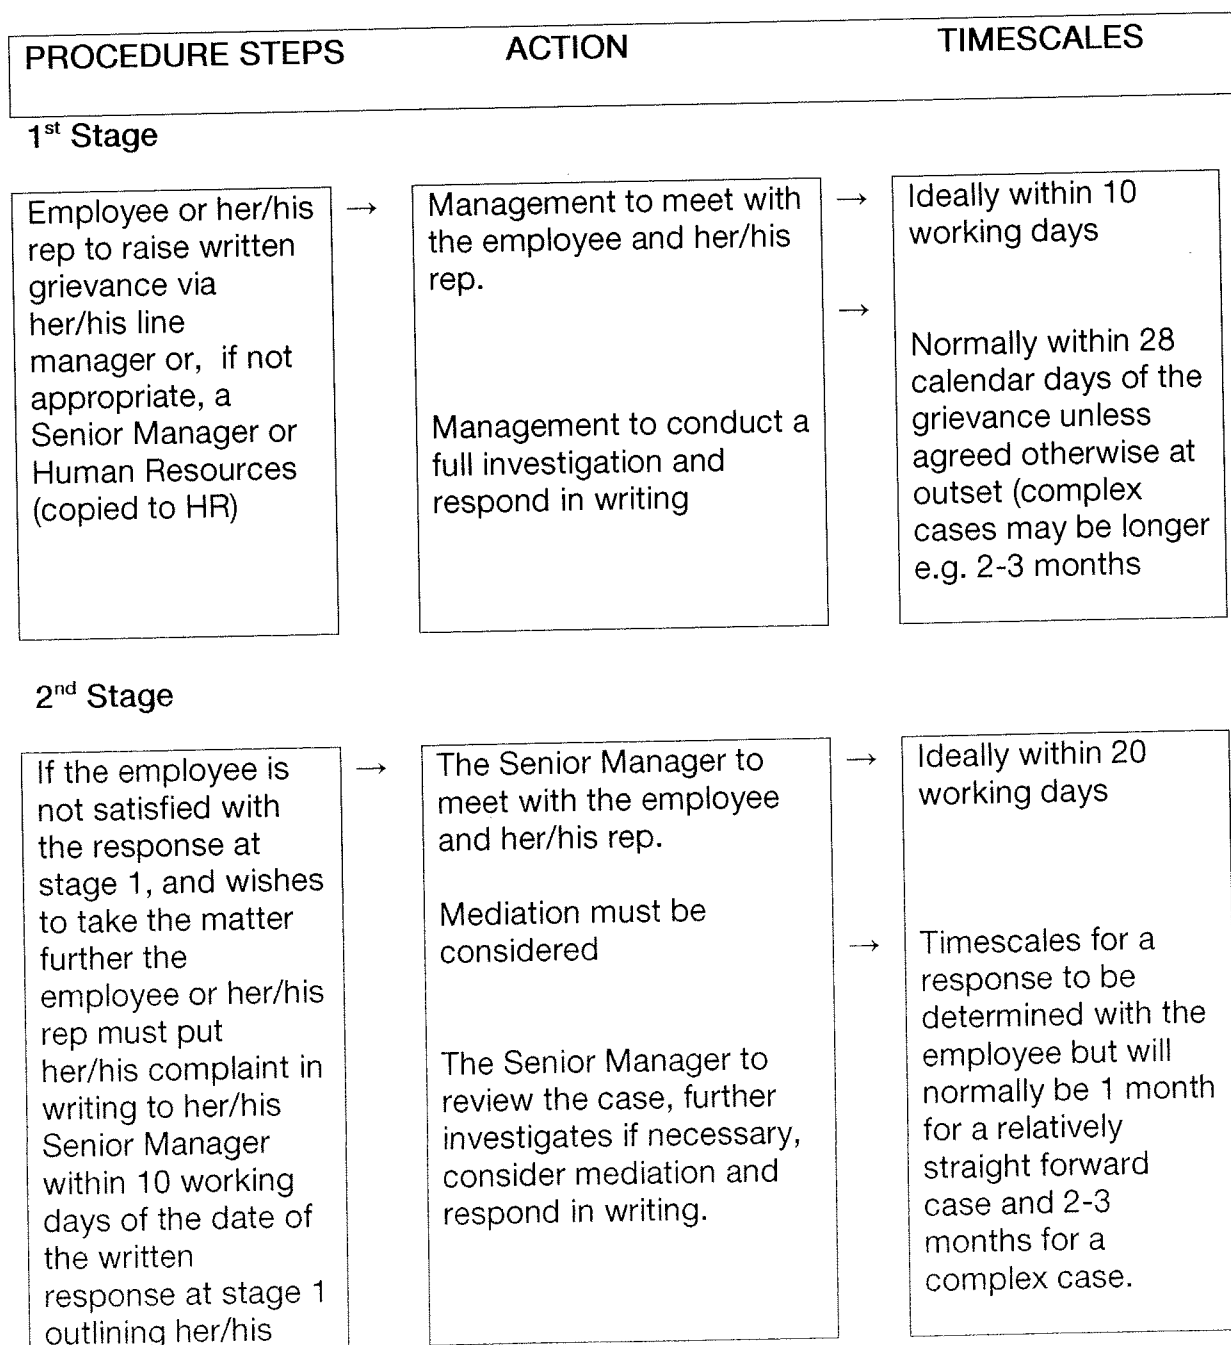 PROCEDURE STEPS ACTION TIMESCALES
1st Stage
Employee or her/his
rep to raise written
grievance via
her/his line
manager or, if not
appropriate, a
Senior Manager or
Human Resources
(copied to HR)
→
Management to meet with
the employee and her/his
rep.
Management to conduct a
full investigation and
respond in writing
→
→
Ideally within 10
working days
Normally within 28
calendar days of the
grievance unless
agreed otherwise at
outset (complex
cases may be longer
e.g. 2-3 months
2nd Stage
If the employee is
not satisfied with
the response at
stage 1, and wishes
to take the matter
further the
employee or her/his
rep must put
her/his complaint in
writing to her/his
Senior Manager
within 10 working
days of the date of
the written
response at stage 1
outlining her/his
→
The Senior Manager to
meet with the employee
and her/his rep.
Mediation must be
considered
The Senior Manager to
review the case, further
investigates if necessary,
consider mediation and
respond in writing.
→
→
Ideally within 20
working days
Timescales for a
response to be
determined with the
employee but will
normally be 1 month
for a relatively
straight forward
case and 2-3
months for a
complex case.